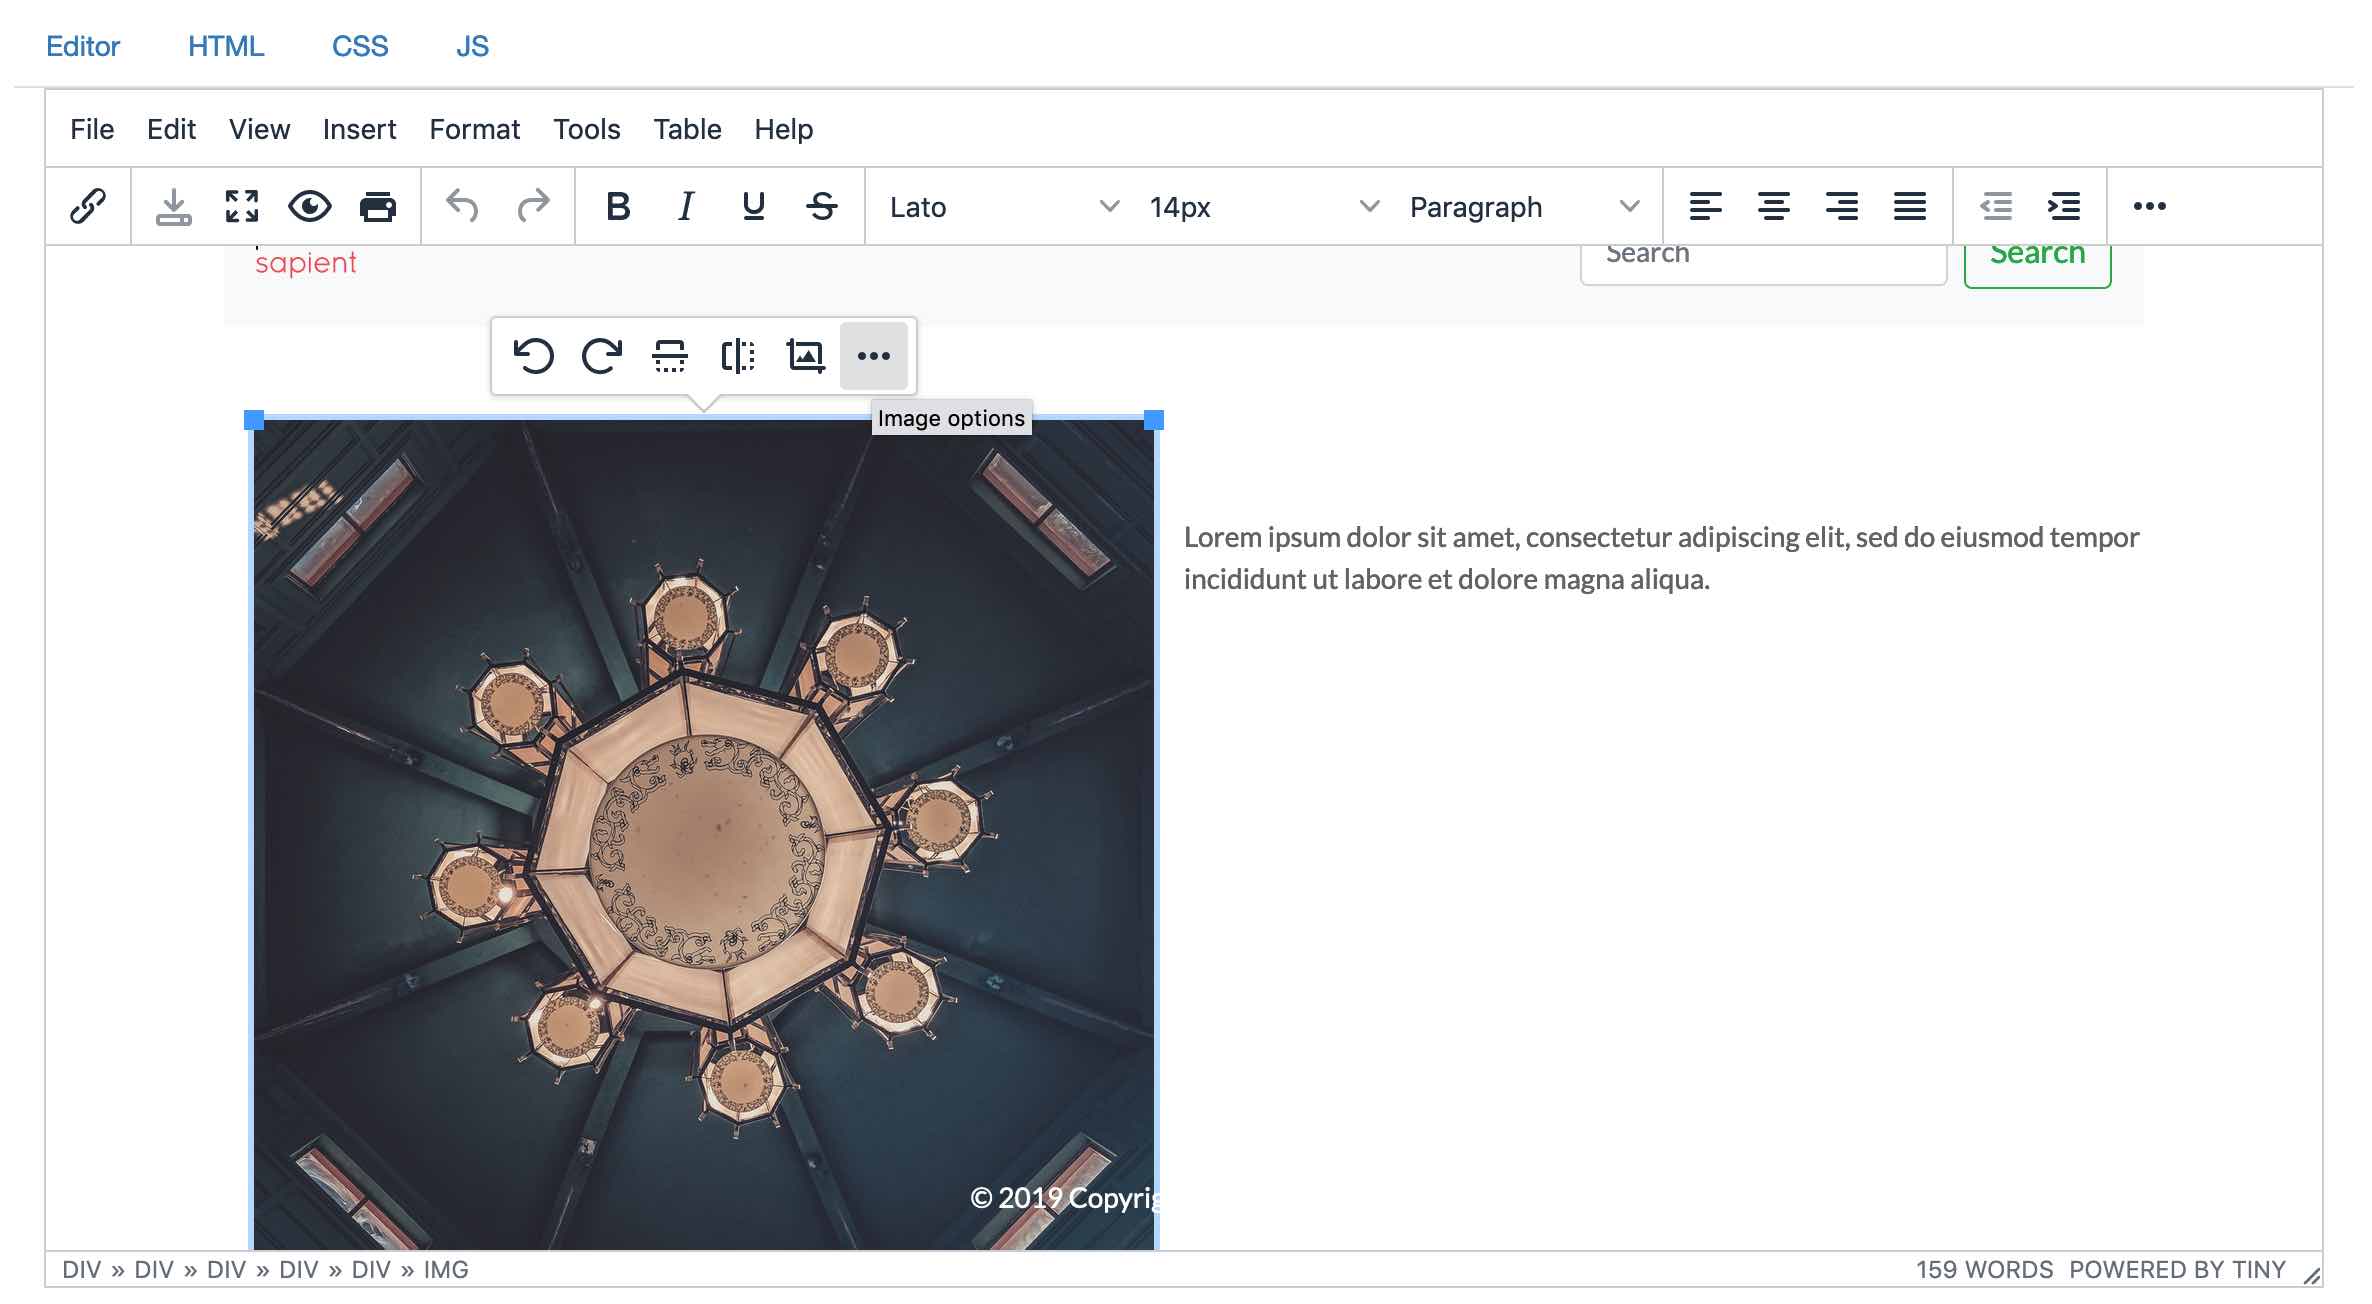 Editor HTML CSS JS
File Edit View Insert Format Tools Table Help
Lato 14px Paragraph
sapient
Search Search
Image options
Lorem ipsum dolor sit amet, consectetur adipiscing elit, sed do eiusmod tempor
incididunt ut labore et dolore magna aliqua.
© 2019 Copyrig
DIV » DIV » DIV » DIV » DIV » IMG
159 WORDS POWERED BY TINY